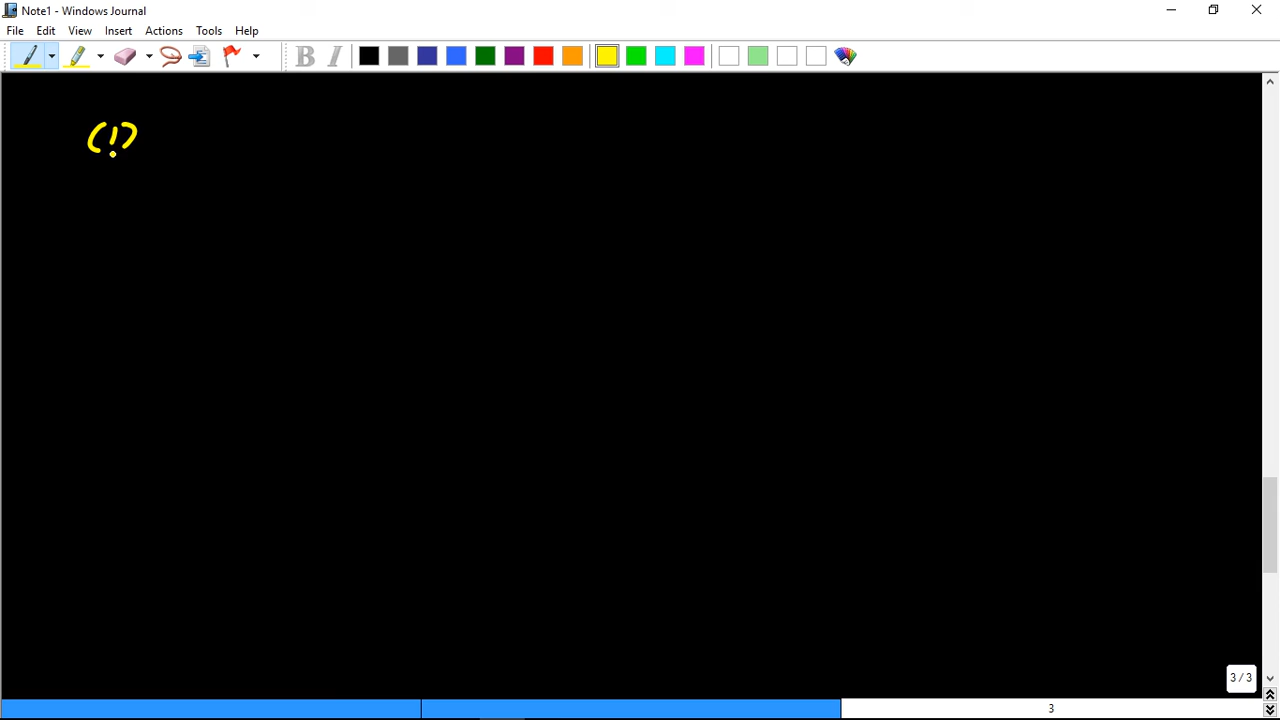 Note1 - Windows Journal
File Edit View Insert Actions Tools Help
B I
(!)
3 / 3
3